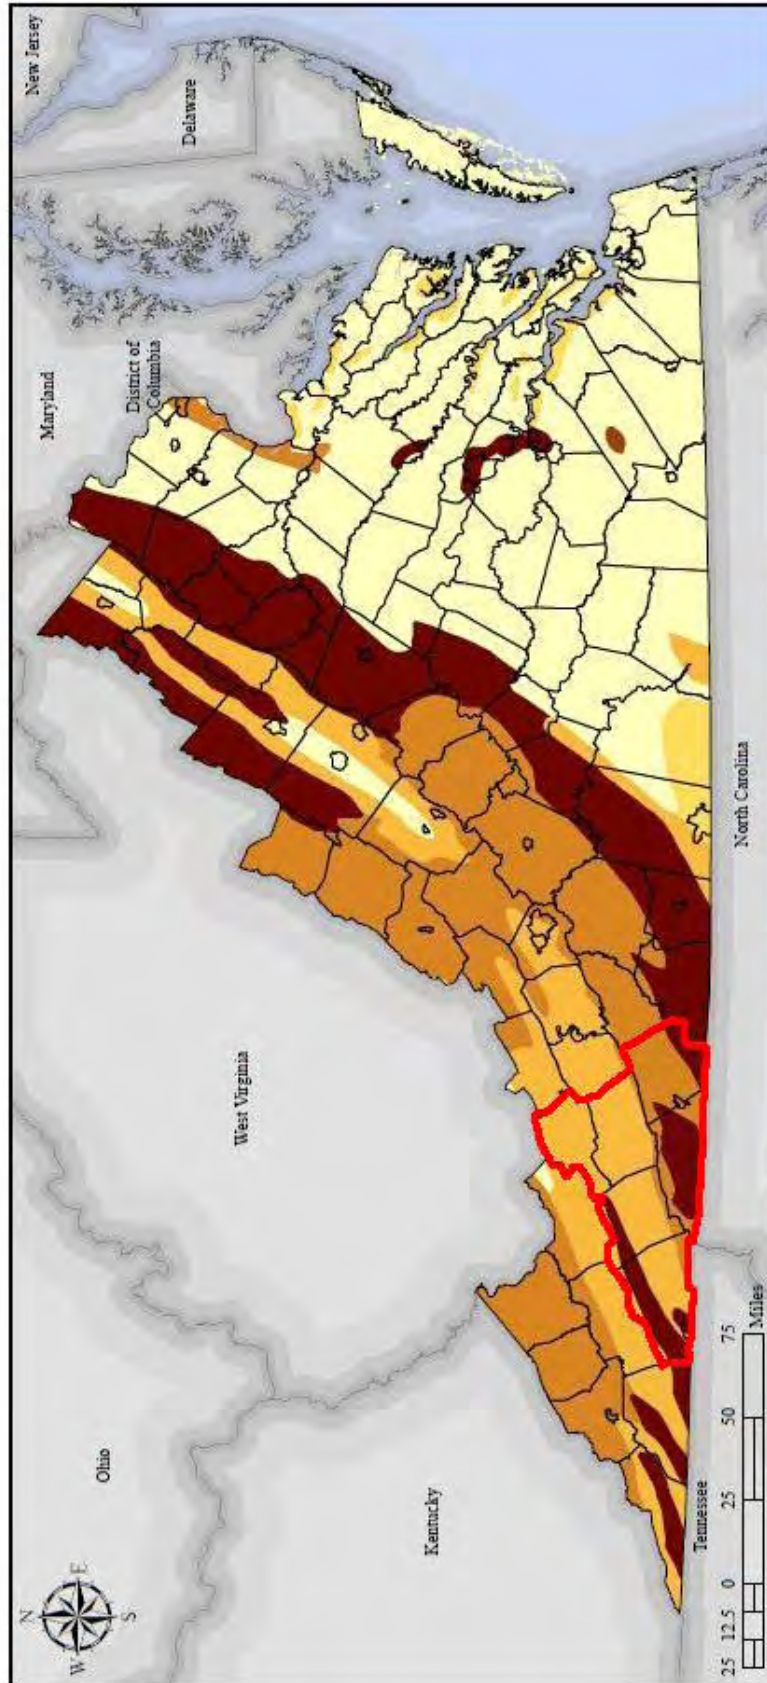 New Jersey
Delaware
Maryland
District of
Columbia
Ohio
West Virginia
Kentucky
N
W
E
S
Tennessee
North Carolina
25 12.5 0 25 50 75
Miles